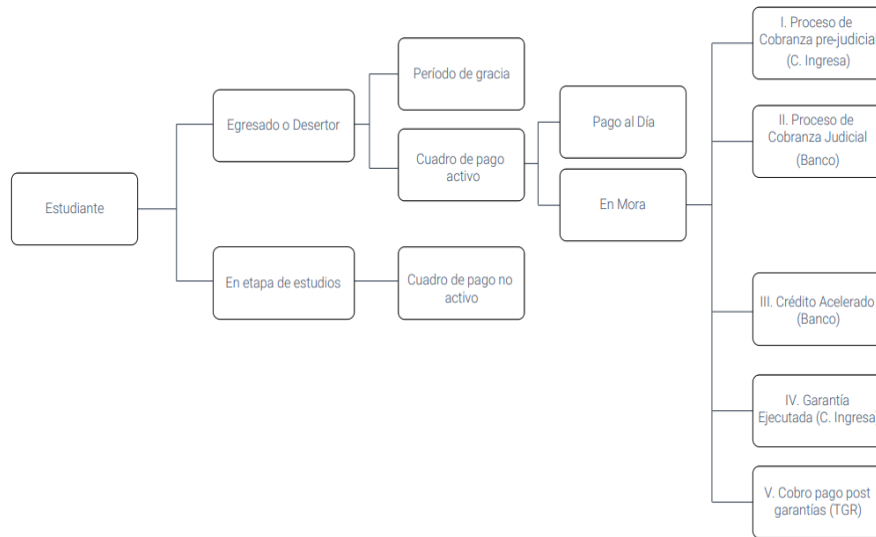 Estudiante
Egresado o Desertor
En etapa de estudios
Período de gracia
Cuadro de pago
activo
Cuadro de pago no
activo
Pago al Día
En Mora
I. Proceso de
Cobranza pre-judicial
(C. Ingresa)
II. Proceso de
Cobranza Judicial
(Banco)
III. Crédito Acelerado
(Banco)
IV. Garantía
Ejecutada (C. Ingresa)
V. Cobro pago post
garantías (TGR)